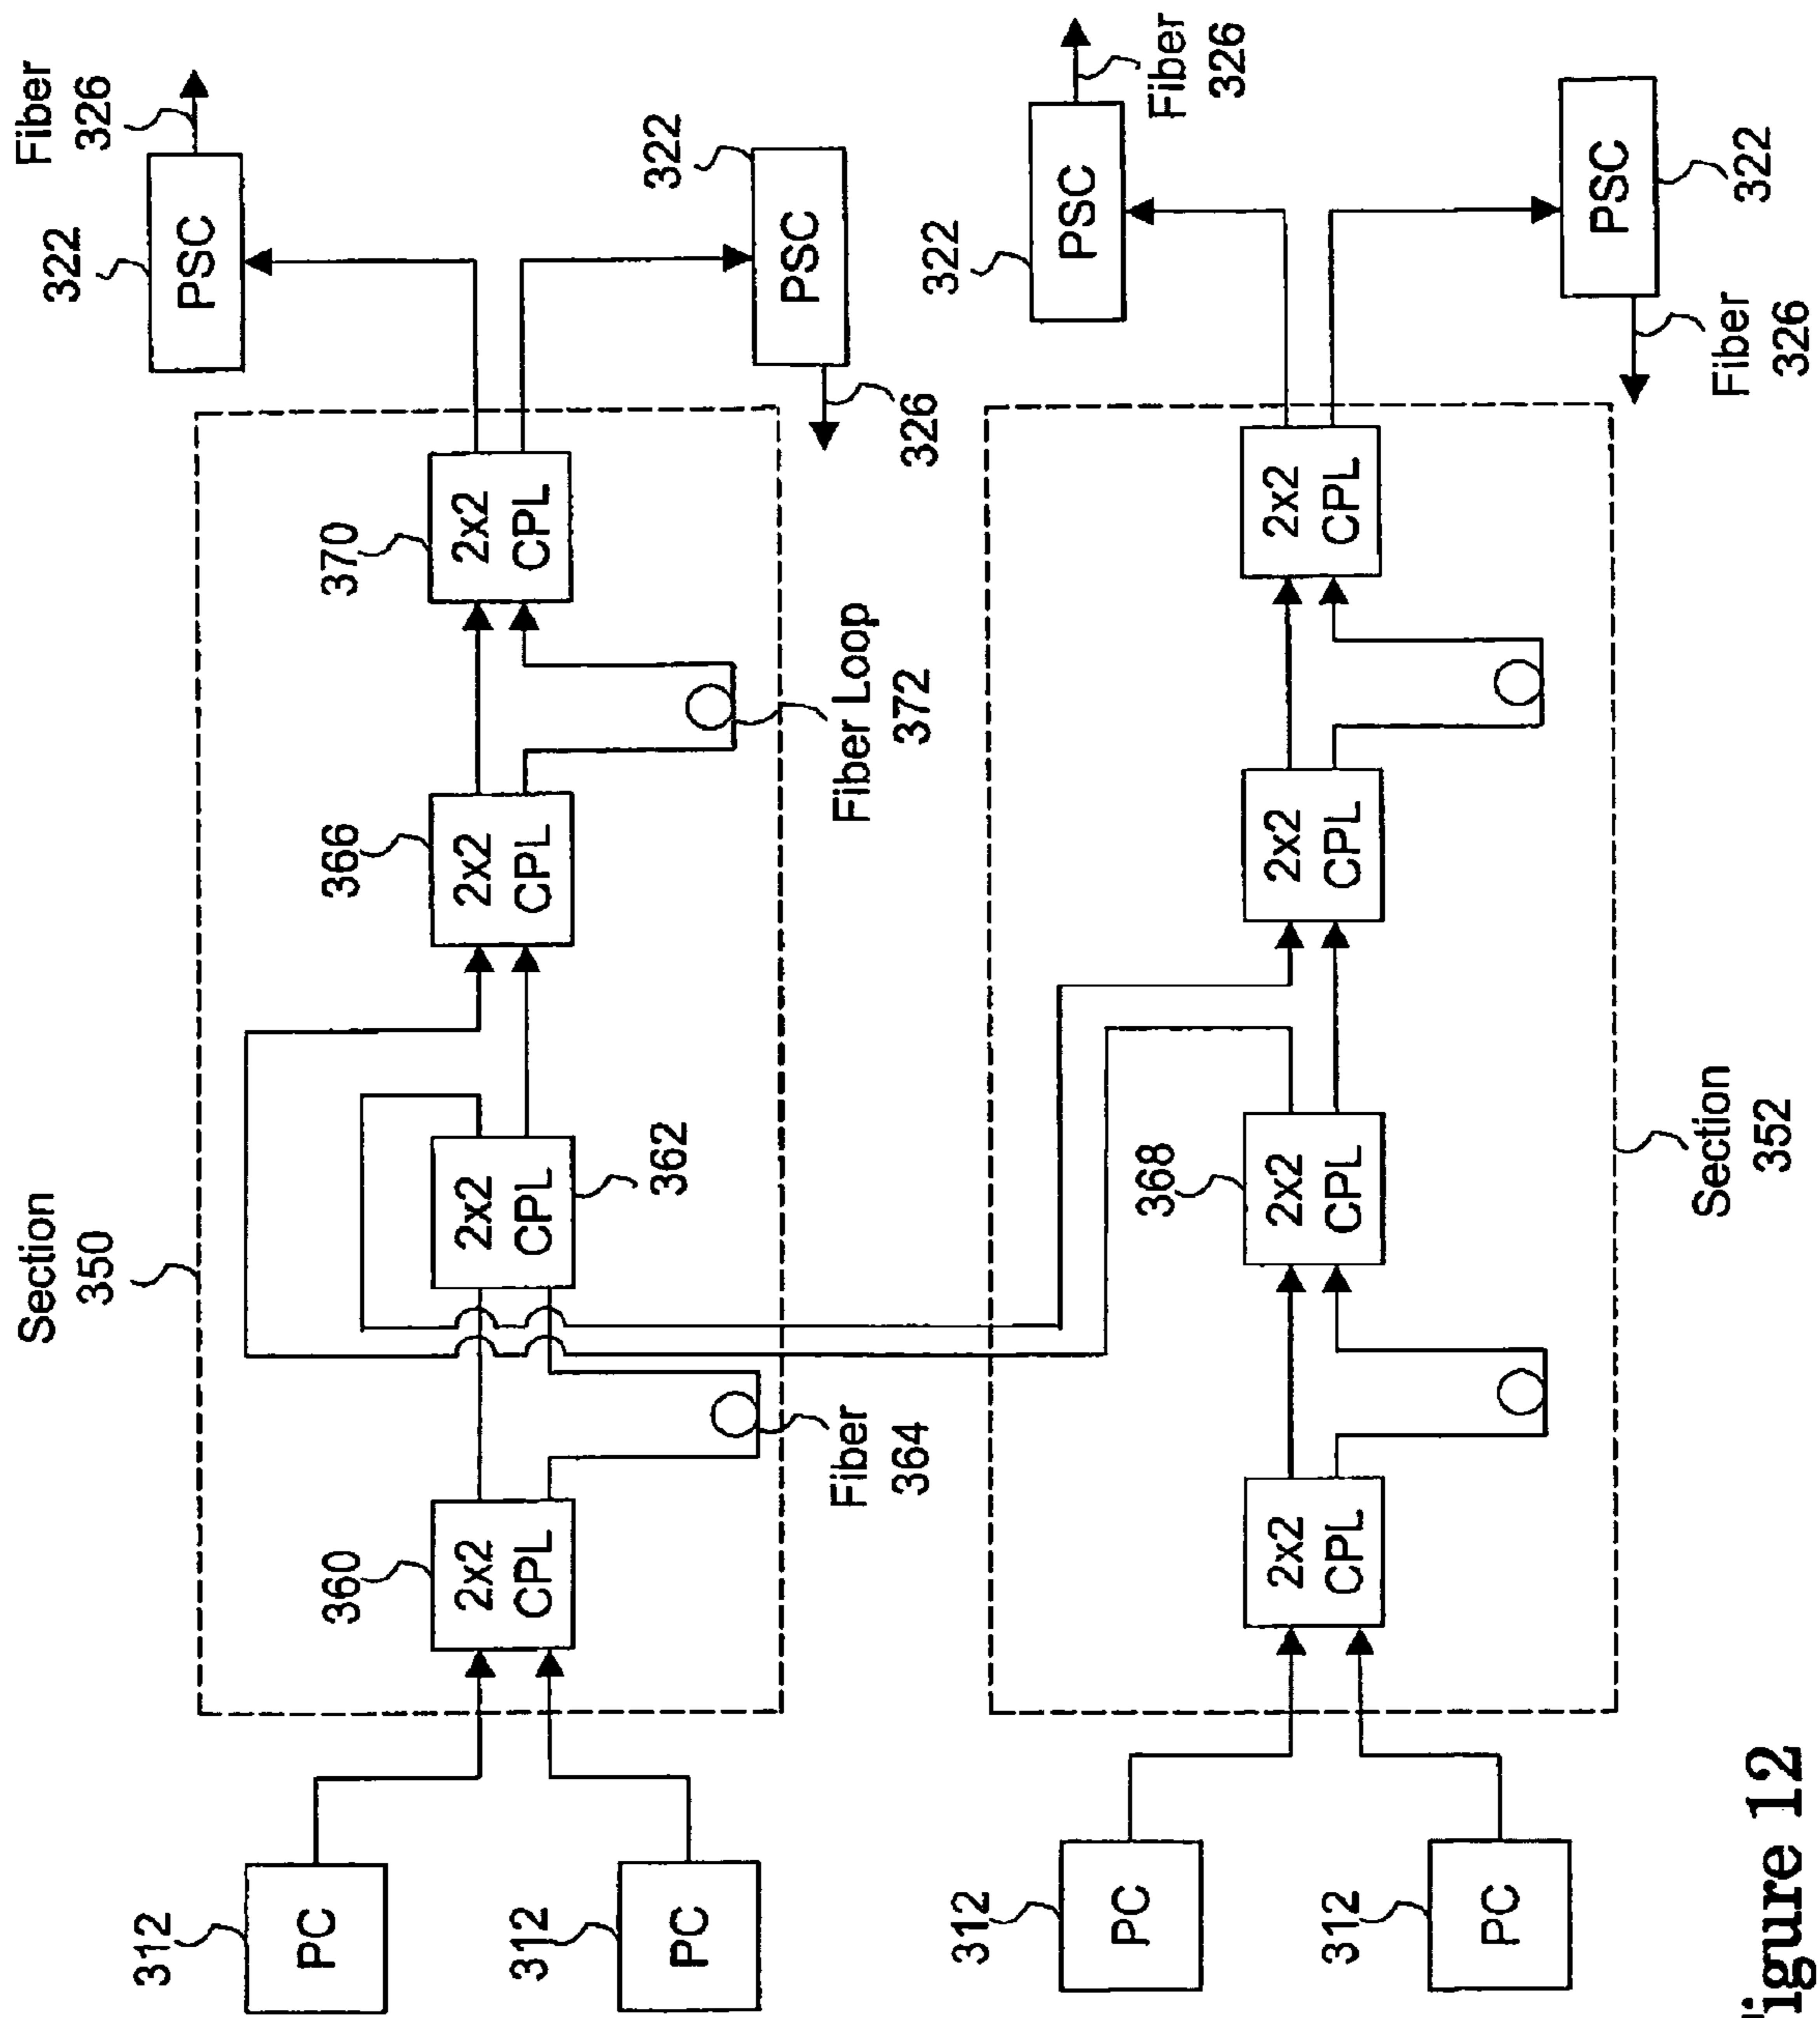 Section
350
Fiber
326
322
PSC
312
PC
360
2x2
CPL
2x2
CPL
362
366
2x2
CPL
370
2x2
CPL
312
PC
322
PSC
326
Fiber
364
Fiber Loop
372
322
PSC
Fiber
326
312
PC
2x2
CPL
368
2x2
CPL
2x2
CPL
2x2
CPL
312
PC
PSC
322
Section
352
Fiber
326
Figure 12